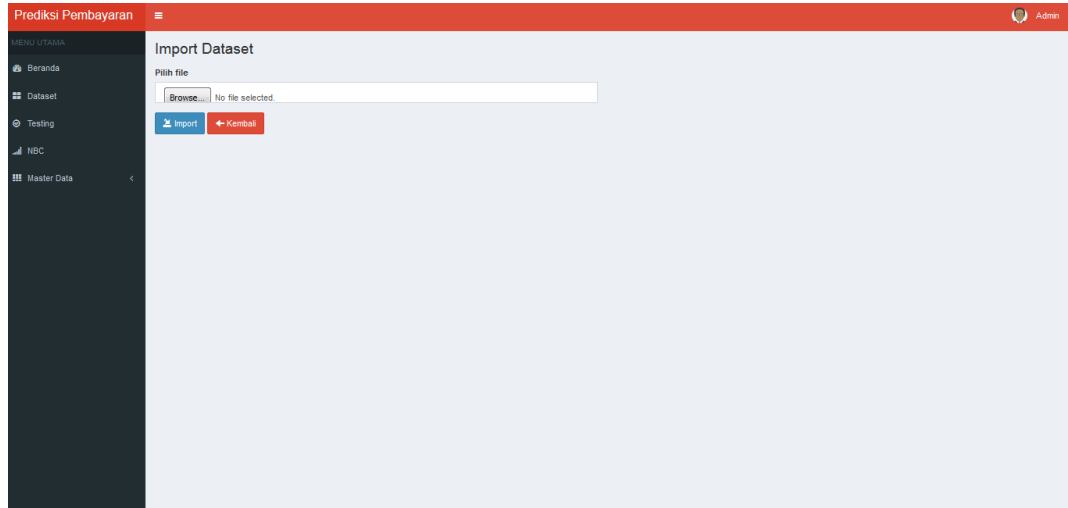 Prediksi Pembayaran
Admin
MENU UTAMA
Beranda
Dataset
Testing
NBC
Master Data
Import Dataset
Pilih file
Browse... No file selected.
Import
Kembali